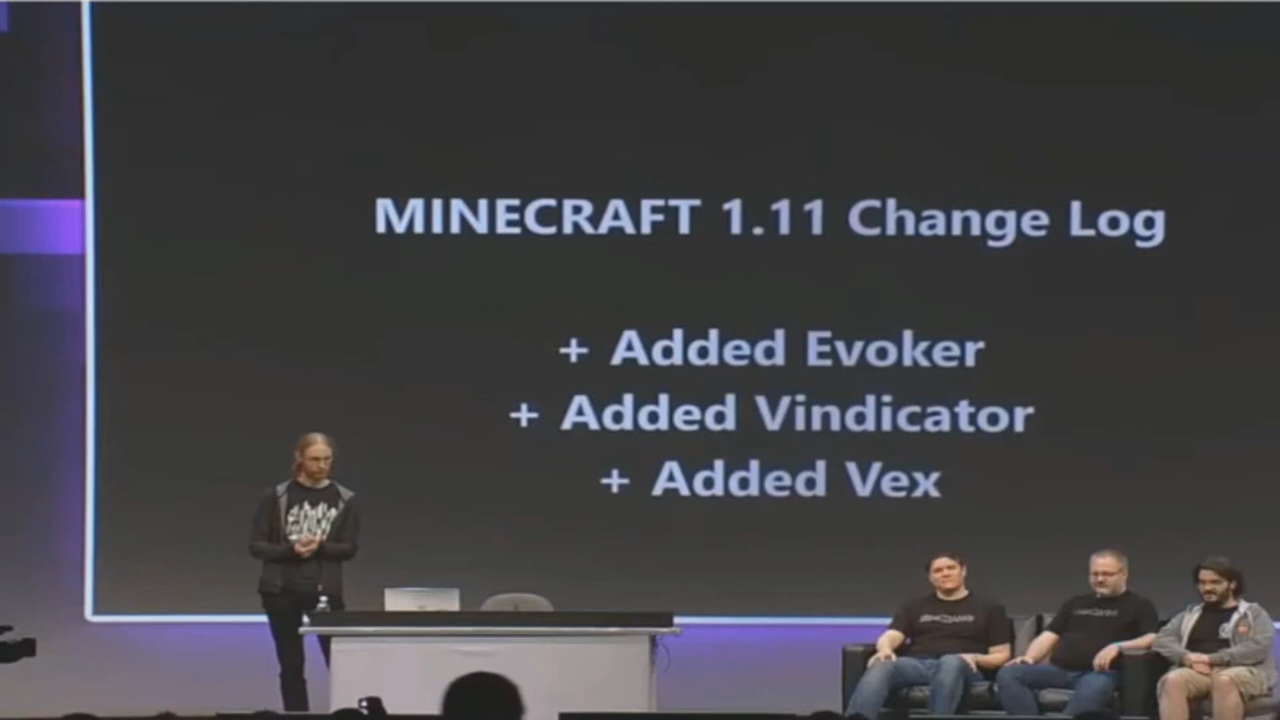 MINECRAFT 1.11 Change Log
+ Added Evoker
+ Added Vindicator
+ Added Vex